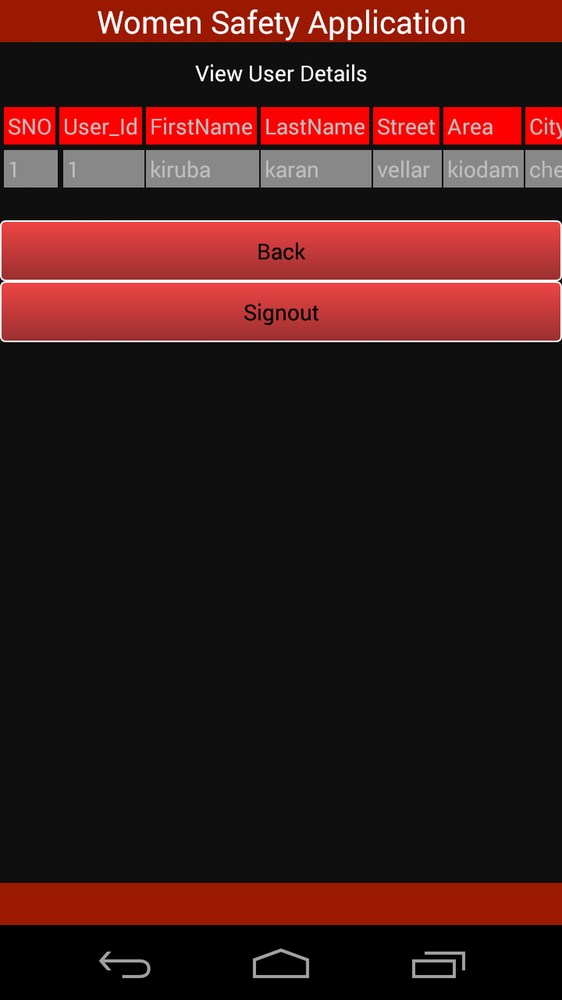 Women Safety Application
View User Details
SNO User_Id FirstName LastName Street Area City
1 1 kiruba karan vellar kiodam che
Back
Signout